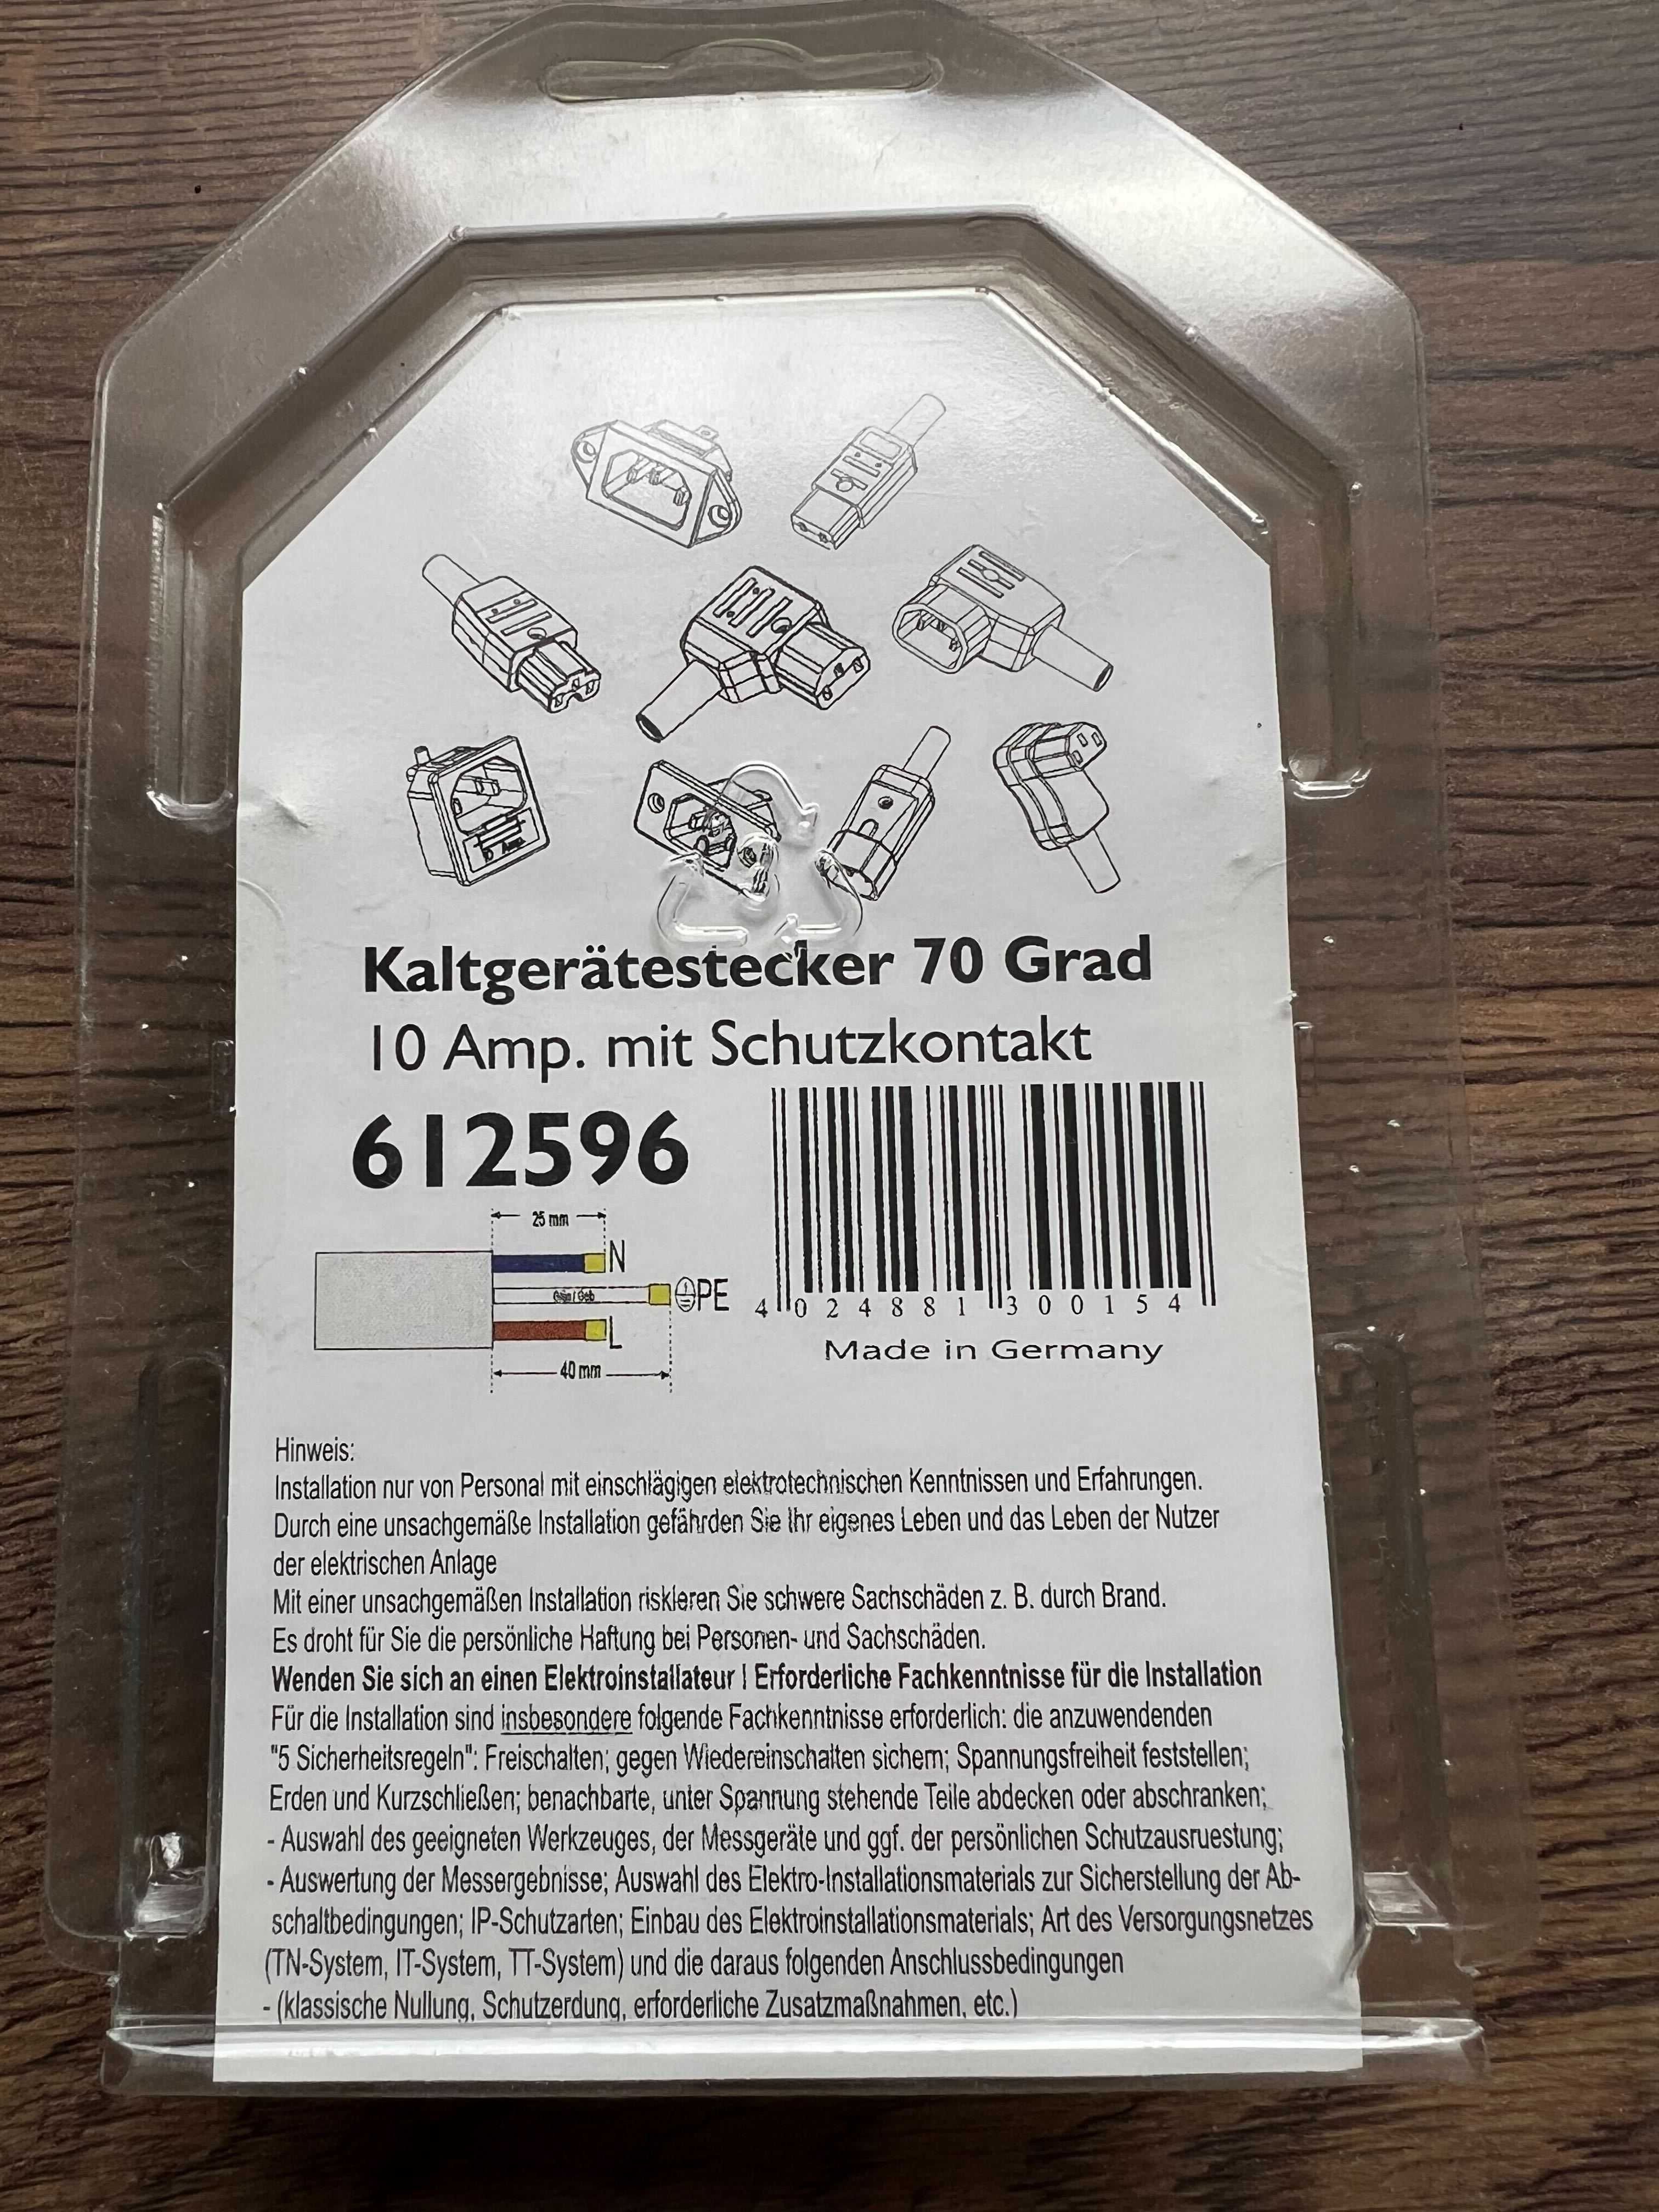 10 Amp.
Kaltgerätestecker 70 Grad
10 Amp. mit Schutzkontakt
612596
25 mm
N
Grün / Gelb
PE
L
40 mm
4 024881 300154
Made in Germany
Hinweis:
Installation nur von Personal mit einschlägigen elektrotechnischen Kenntnissen und Erfahrungen.
Durch eine unsachgemäße Installation gefährden Sie Ihr eigenes Leben und das Leben der Nutzer
der elektrischen Anlage
Mit einer unsachgemäßen Installation riskieren Sie schwere Sachschäden z. B. durch Brand.
Es droht für Sie die persönliche Haftung bei Personen- und Sachschäden.
Wenden Sie sich an einen Elektroinstallateur ! Erforderliche Fachkenntnisse für die Installation
Für die Installation sind insbesondere folgende Fachkenntnisse erforderlich: die anzuwendenden
"5 Sicherheitsregeln": Freischalten; gegen Wiedereinschalten sichern; Spannungsfreiheit feststellen;
Erden und Kurzschließen; benachbarte, unter Spannung stehende Teile abdecken oder abschranken;
- Auswahl des geeigneten Werkzeuges, der Messgeräte und ggf. der persönlichen Schutzausruestung;
- Auswertung der Messergebnisse; Auswahl des Elektro-Installationsmaterials zur Sicherstellung der Ab-
schaltbedingungen; IP-Schutzarten; Einbau des Elektroinstallationsmaterials; Art des Versorgungsnetzes
(TN-System, IT-System, TT-System) und die daraus folgenden Anschlussbedingungen
- (klassische Nullung, Schutzerdung, erforderliche Zusatzmaßnahmen, etc.)